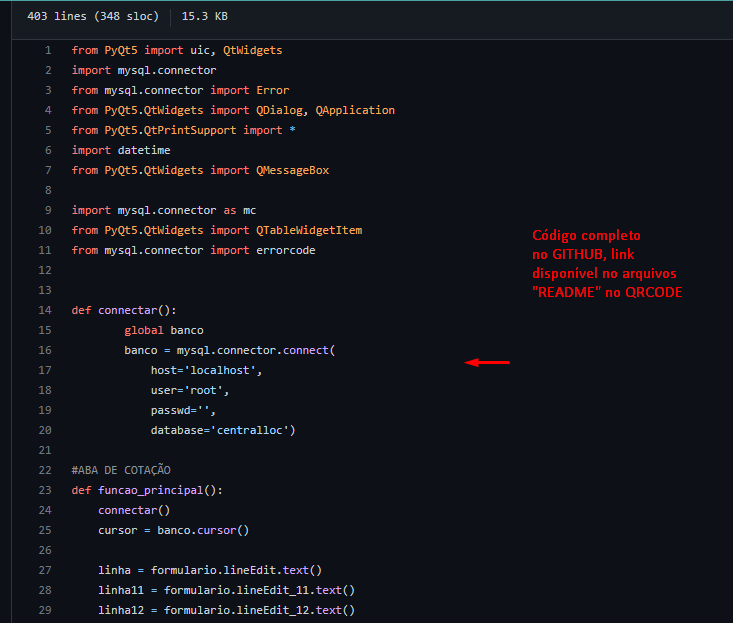 403 lines (348 sloc) 15.3 KB
1 from PyQt5 import uic, QtWidgets
2 import mysql.connector
3 from mysql.connector import Error
4 from PyQt5.QtWidgets import QDialog, QApplication
5 from PyQt5.QtPrintSupport import *
6 import datetime
7 from PyQt5.QtWidgets import QMessageBox
8
9 import mysql.connector as mc
10 from PyQt5.QtWidgets import QTableWidgetItem
11 from mysql.connector import errorcode
12
13
14 def connectar():
15 global banco
16 banco = mysql.connector.connect(
17 host='localhost',
18 user='root',
19 passwd='',
20 database='centralloc')
21
22 #ABA DE COTAÇÃO
23 def funcao_principal():
24 connectar()
25 cursor = banco.cursor()
26
27 linha = formulario.lineEdit.text()
28 linha11 = formulario.lineEdit_11.text()
29 linha12 = formulario.lineEdit_12.text()
Código completo
no GITHUB, link
disponível no arquivos
"README" no QRCODE